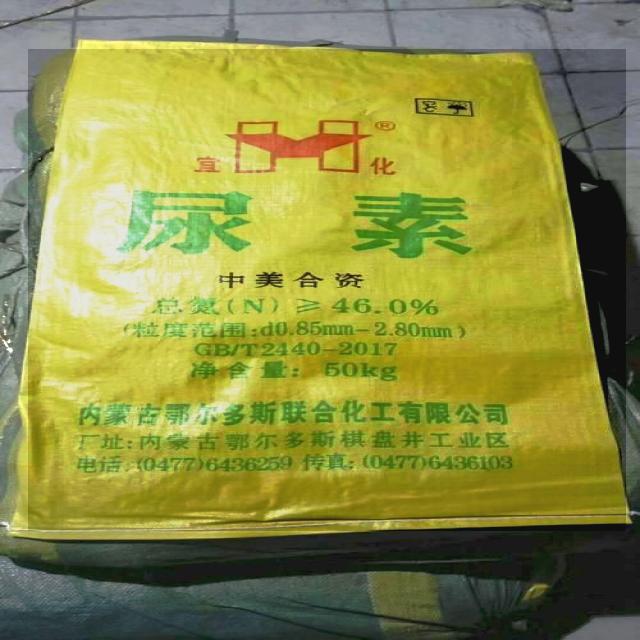 宜 ® 化
尿 素
中美合资
总氮(N) ≥ 46.0%
(粒度范围:d0.85mm-2.80mm)
GB/T2440-2017
净含量: 50kg
内蒙古鄂尔多斯联合化工有限公司
厂址:内蒙古鄂尔多斯棋盘井工业区
电话:(0477)6436259 传真:(0477)6436103